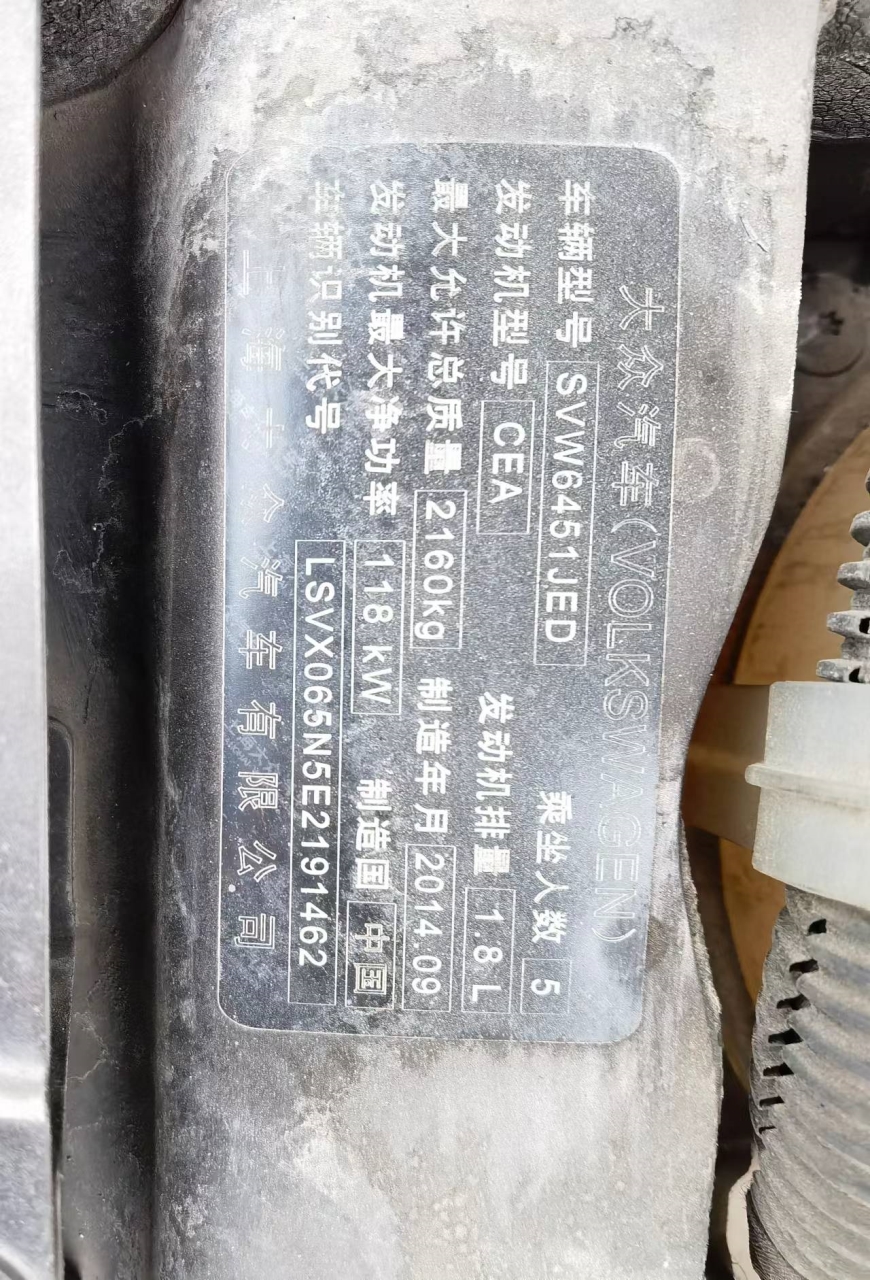 大众汽车(VOLKSWAGEN)
车辆型号 SVW6451JED 乘坐人数 5
发动机型号 CEA 发动机排量 1.8L
最大允许总质量 2160kg 制造年月 2014.09
发动机最大净功率 118kW 制造国 中国
车辆识别代号 LSVX065N5E2191462
上海大众汽车有限公司